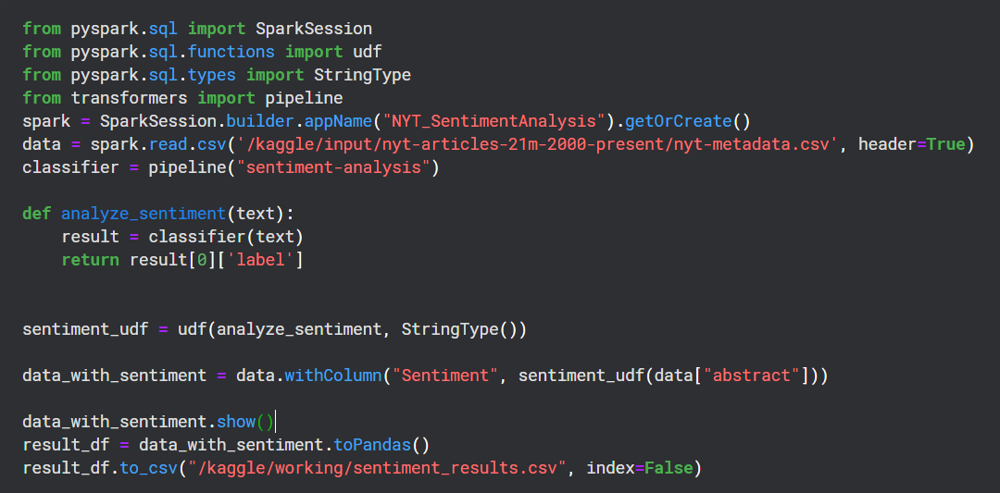 from pyspark.sql import SparkSession
from pyspark.sql.functions import udf
from pyspark.sql.types import StringType
from transformers import pipeline
spark = SparkSession.builder.appName("NYT_SentimentAnalysis").getOrCreate()
data = spark.read.csv('/kaggle/input/nyt-articles-21m-2000-present/nyt-metadata.csv', header=True)
classifier = pipeline("sentiment-analysis")
def analyze_sentiment(text):
    result = classifier(text)
    return result[0]['label']
sentiment_udf = udf(analyze_sentiment, StringType())
data_with_sentiment = data.withColumn("Sentiment", sentiment_udf(data["abstract"]))
data_with_sentiment.show()
result_df = data_with_sentiment.toPandas()
result_df.to_csv("/kaggle/working/sentiment_results.csv", index=False)